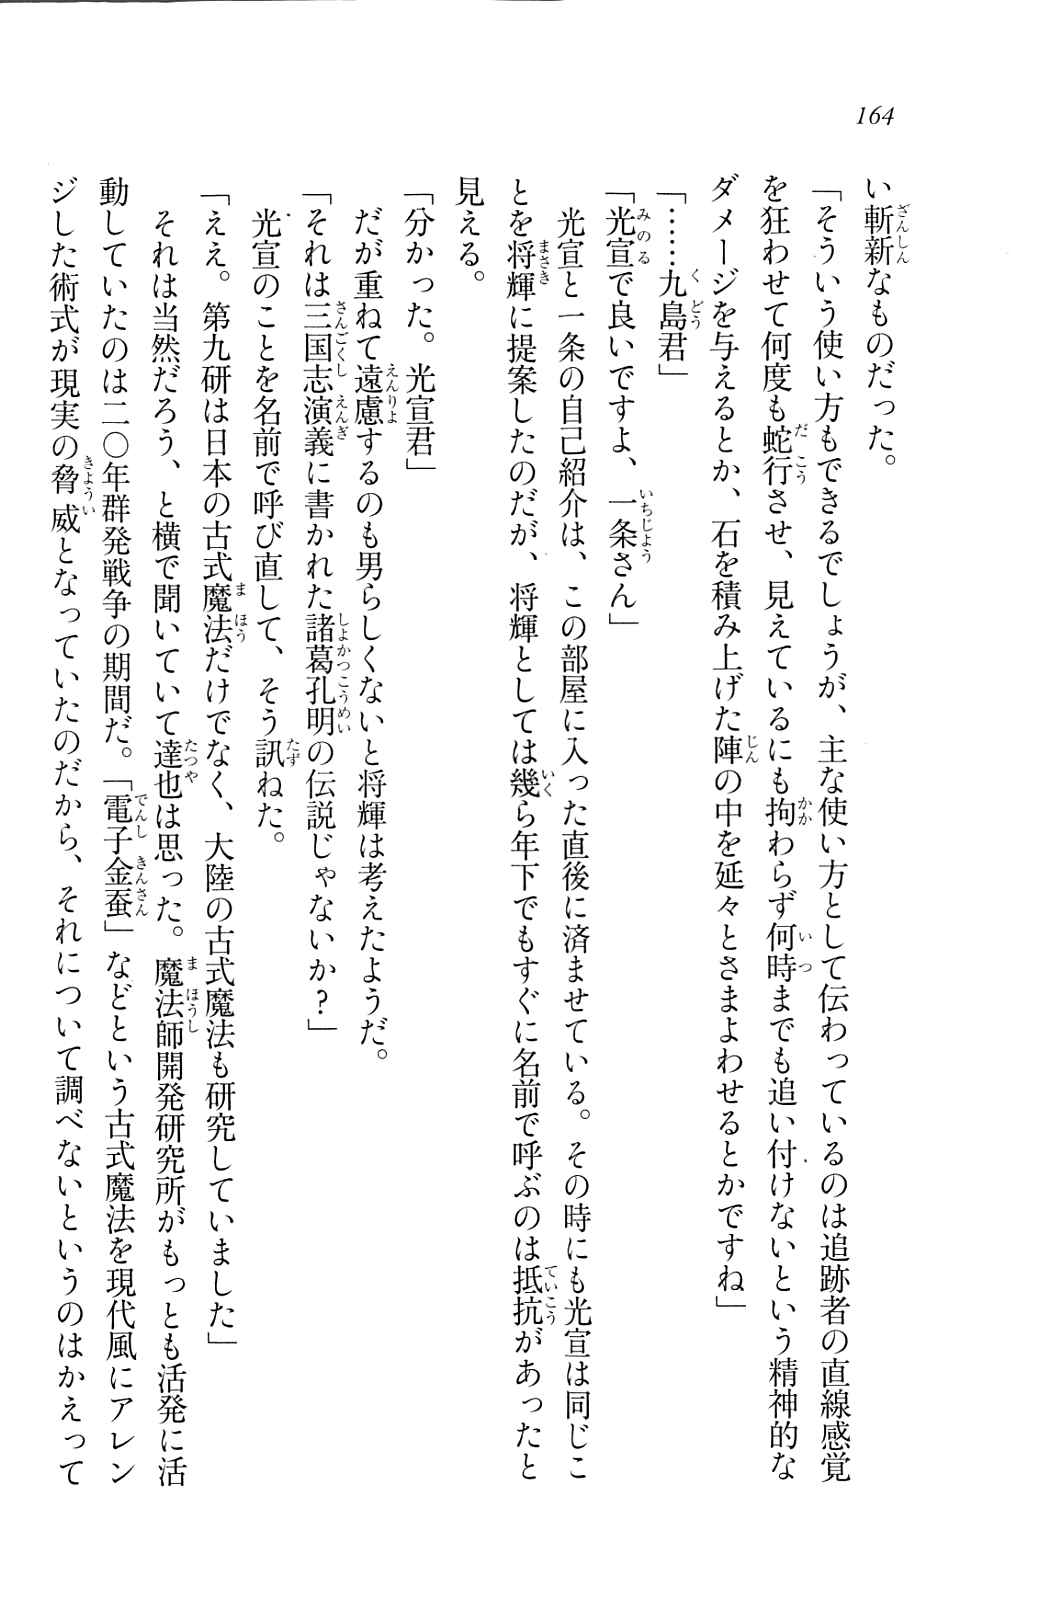 164
い斬新なものだった。
「そういう使い方もできるでしょうが、主な使い方として伝わっているのは追跡者の直線感覚
を狂わせて何度も蛇行させ、見えているにも拘わらず何時までも追い付けないという精神的な
ダメージを与えるとか、石を積み上げた陣の中を延々とさまよわせるとかですね」
「……九島君」
「光宣で良いですよ、一条さん」
光宣と一条の自己紹介は、この部屋に入った直後に済ませている。その時にも光宣は同じこ
とを将輝に提案したのだが、将輝としては幾ら年下でもすぐに名前で呼ぶのは抵抗があったと
見える。
「分かった。光宣君」
だが重ねて遠慮するのも男らしくないと将輝は考えたようだ。
「それは三国志演義に書かれた諸葛孔明の伝説じゃないか？」
光宣のことを名前で呼び直して、そう訊ねた。
「ええ。第九研は日本の古式魔法だけでなく、大陸の古式魔法も研究していました」
それは当然だろう、と横で聞いていて達也は思った。魔法師開発研究所がもっとも活発に活
動していたのは二〇年群発戦争の期間だ。「電子金蚕」などという古式魔法を現代風にアレン
ジした術式が現実の脅威となっていたのだから、それについて調べないというのはかえって